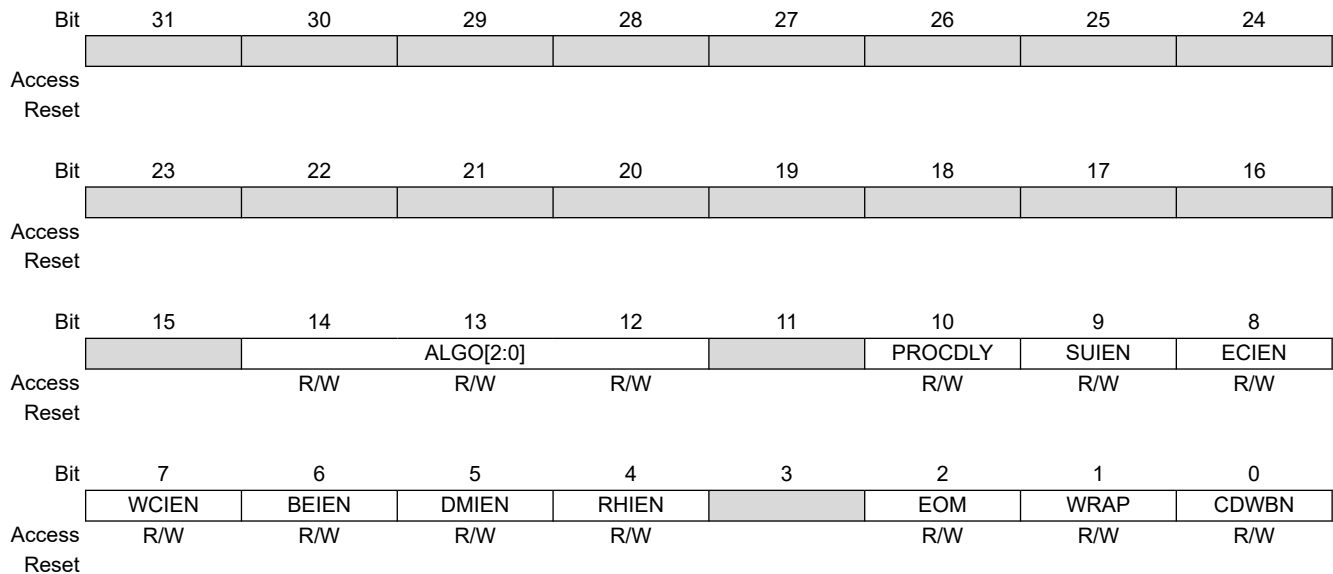 Bit 31 30 29 28 27 26 25 24
Access
Reset
Bit 23 22 21 20 19 18 17 16
Access
Reset
Bit 15 14 13 12 11 10 9 8
ALGO[2:0] PROCDLY SUIEN ECIEN
Access R/W R/W R/W R/W R/W R/W
Reset
Bit 7 6 5 4 3 2 1 0
WCIEN BEIEN DMIEN RHIEN EOM WRAP CDWBN
Access R/W R/W R/W R/W R/W R/W R/W
Reset